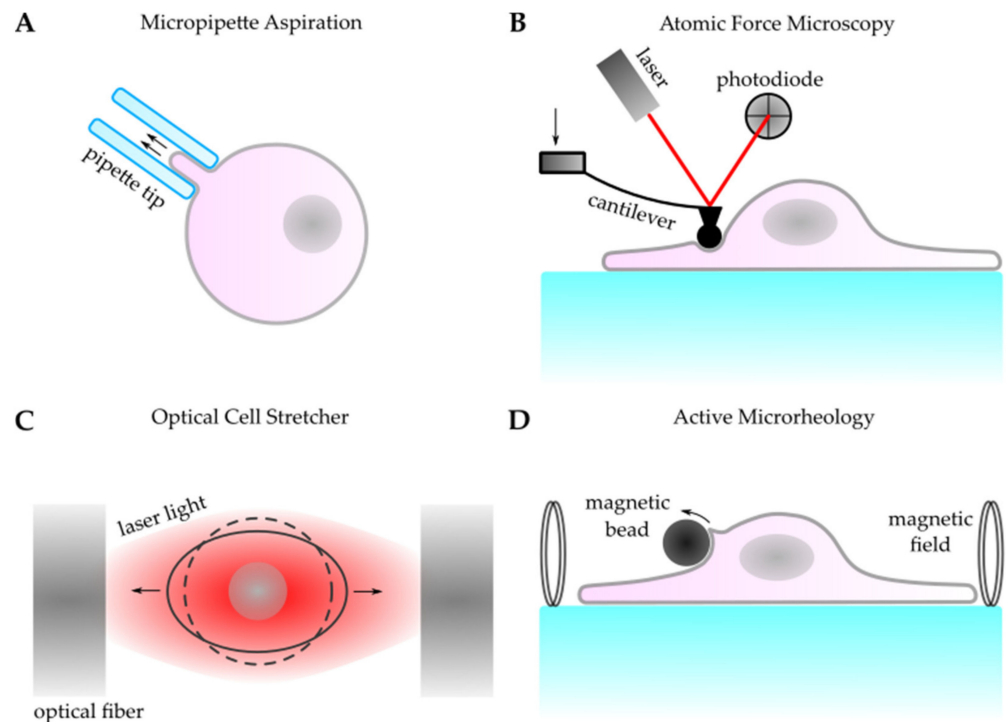 A
Micropipette Aspiration
pipette tip
B
Atomic Force Microscopy
laser
photodiode
cantilever
C
Optical Cell Stretcher
laser light
optical fiber
D
Active Microrheology
magnetic
bead
magnetic
field